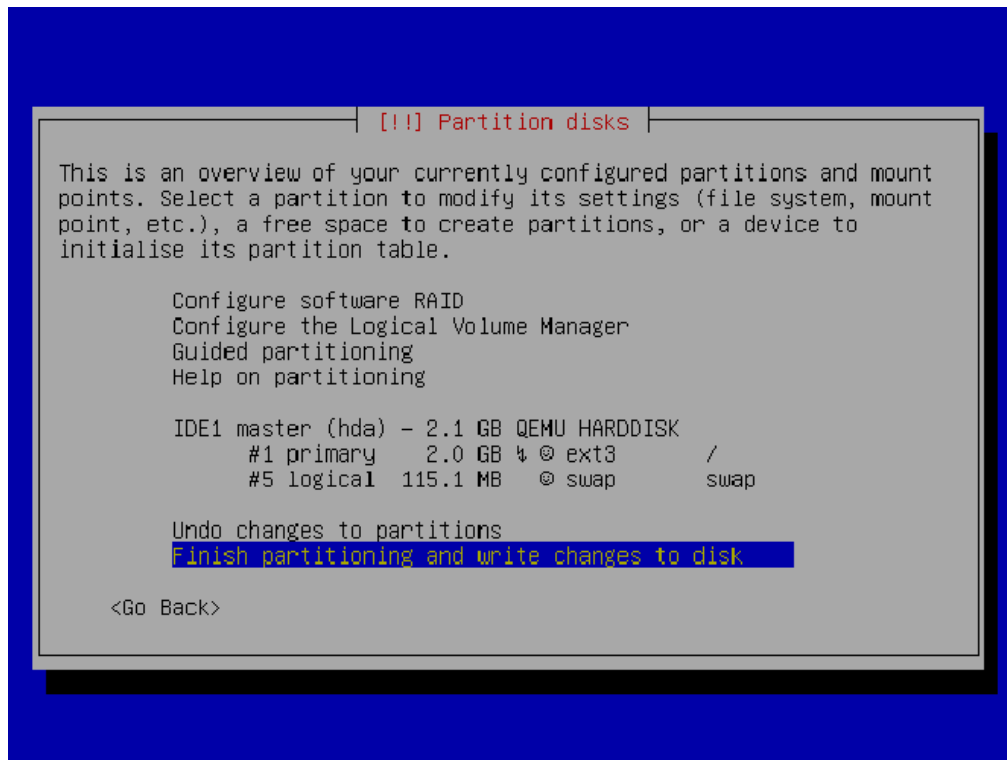 [!!] Partition disks
This is an overview of your currently configured partitions and mount
points. Select a partition to modify its settings (file system, mount
point, etc.), a free space to create partitions, or a device to
initialise its partition table.
Configure software RAID
Configure the Logical Volume Manager
Guided partitioning
Help on partitioning
IDE1 master (hda) – 2.1 GB QEMU HARDDISK
#1 primary 2.0 GB ↯ ☺ ext3 /
#5 logical 115.1 MB ☺ swap swap
Undo changes to partitions
Finish partitioning and write changes to disk
<Go Back>